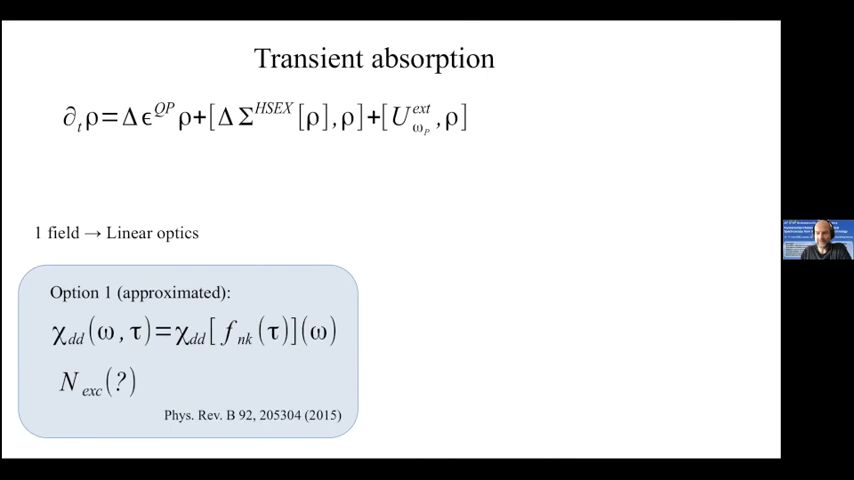 Transient absorption
∂_t ρ=Δ ϵ^{QP} ρ+[Δ Σ^{HSEX} [ρ],ρ]+[U^{ext}_{ω_P},ρ]
1 field → Linear optics
Option 1 (approximated):
χ_{dd}(ω,τ)=χ_{dd}[f_{nk}(τ)](ω)
N_{exc}(?)
Phys. Rev. B 92, 205304 (2015)